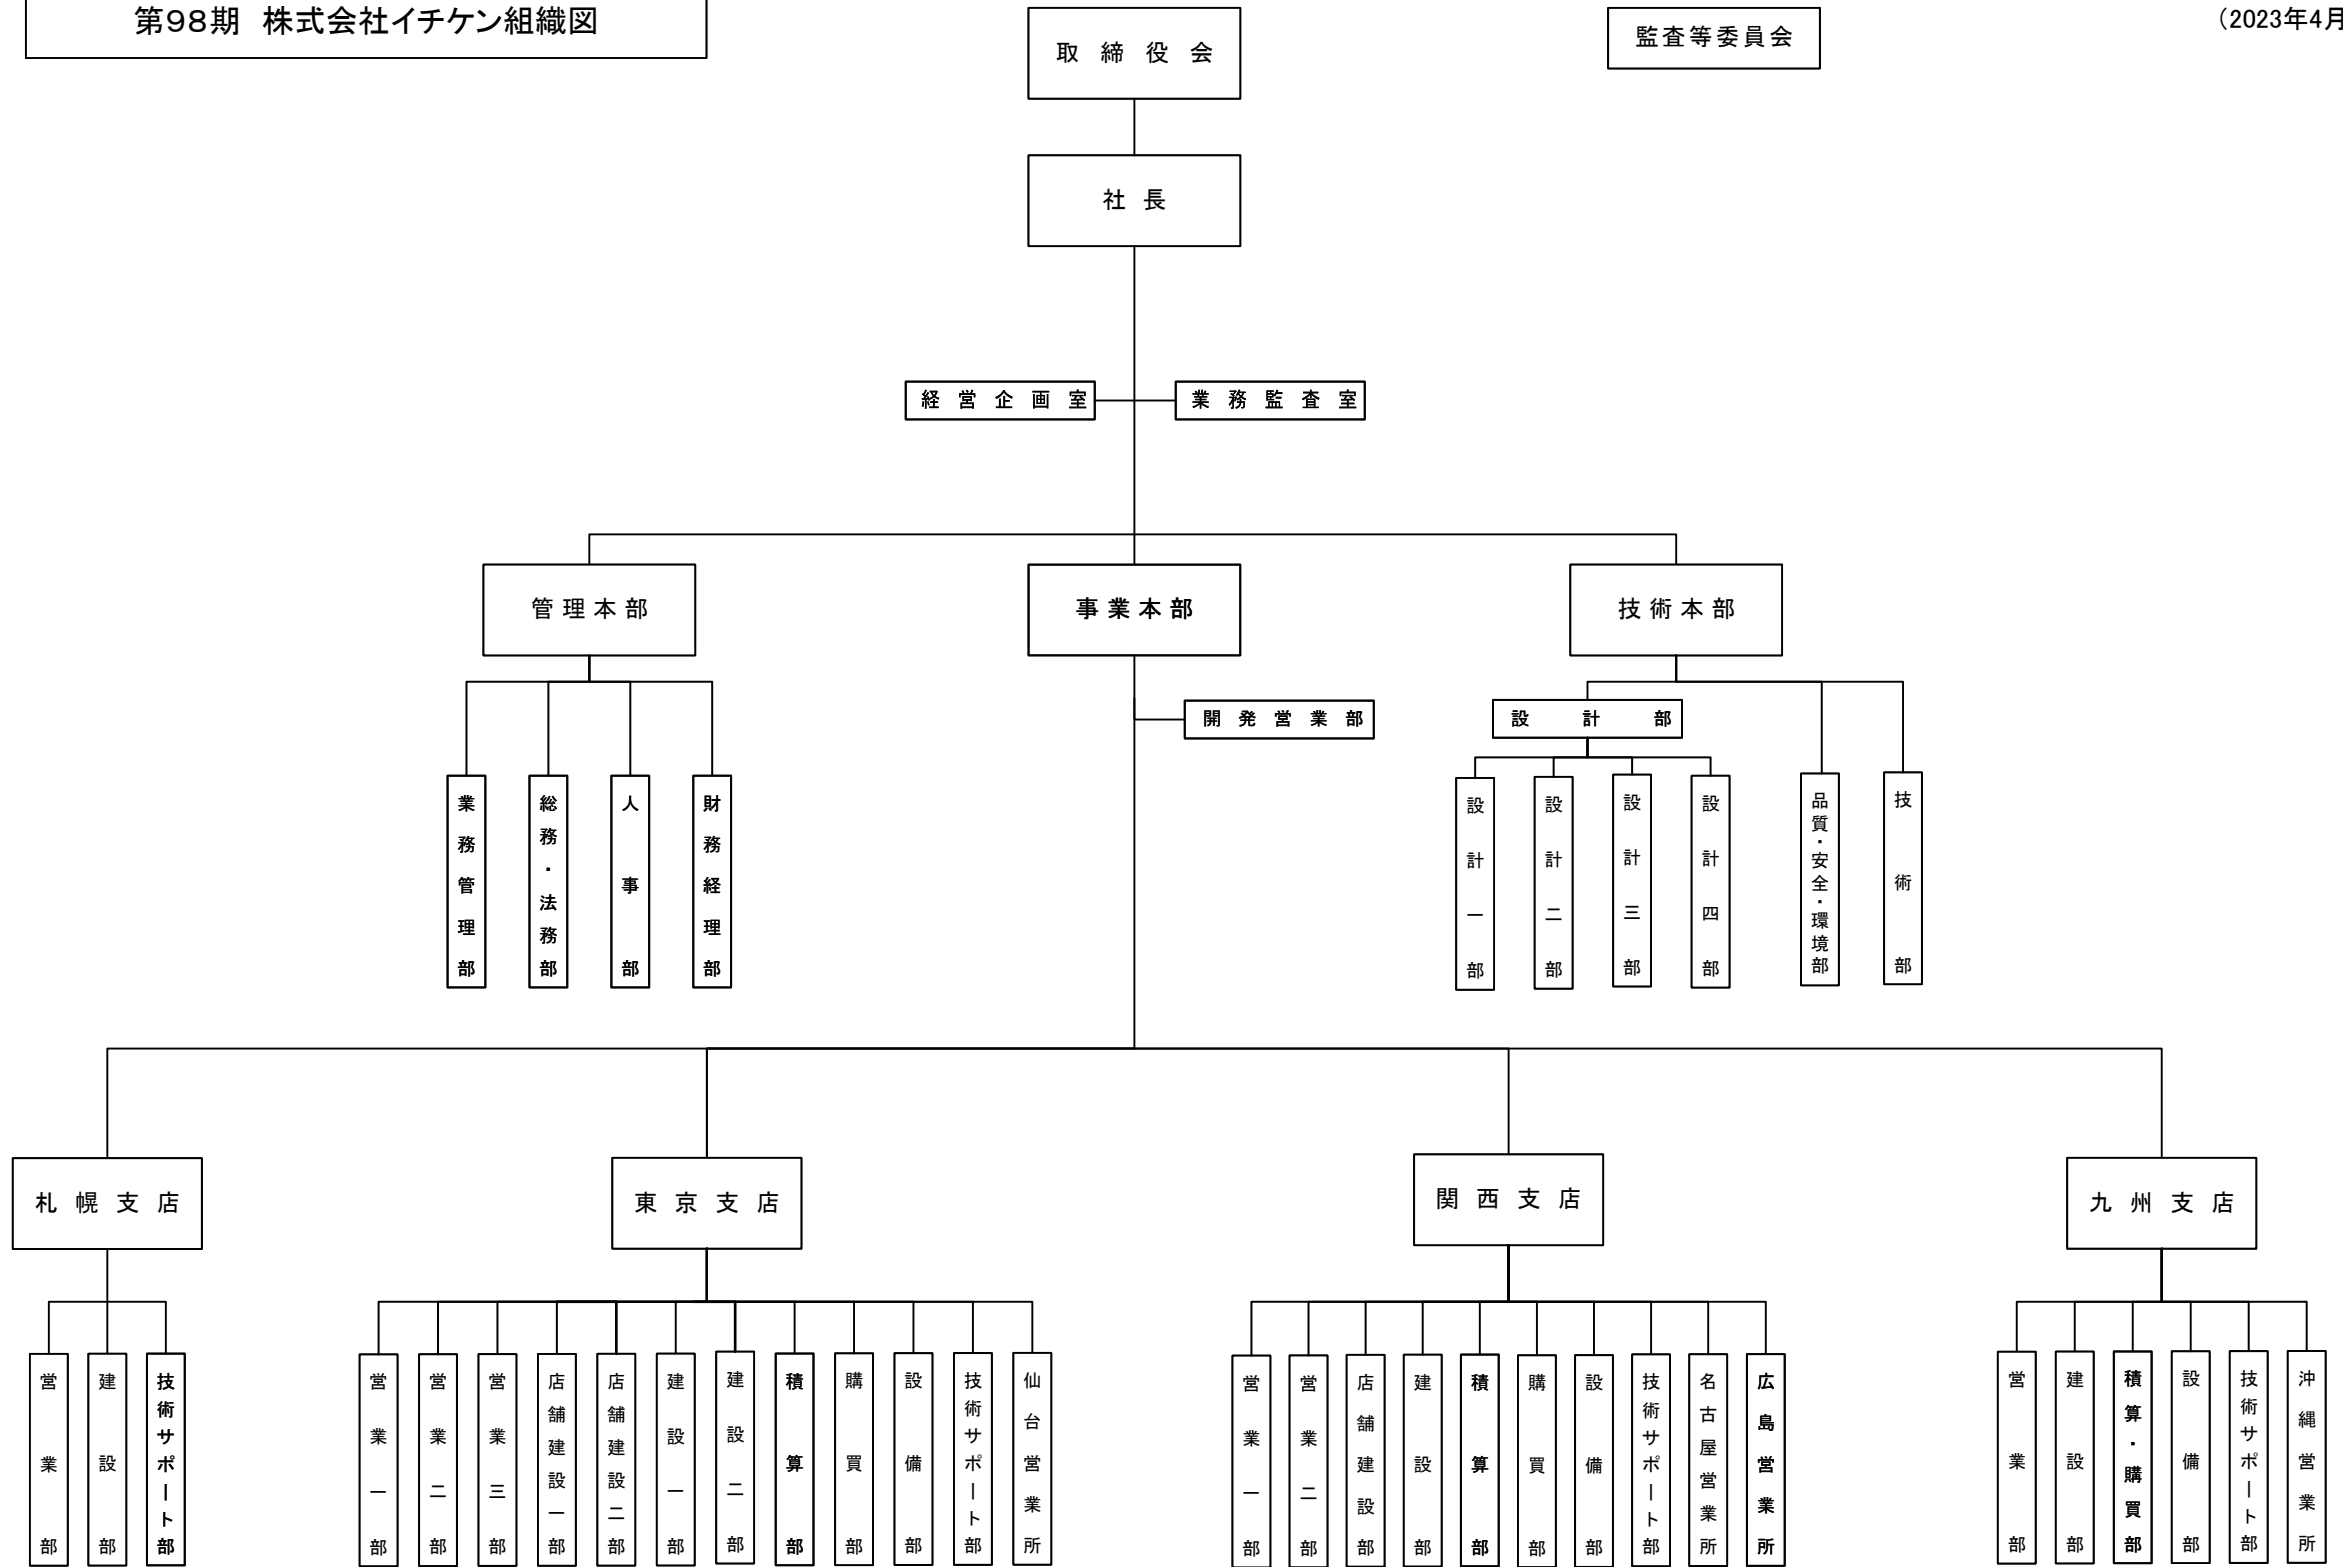 第98期 株式会社イチケン組織図
取締役会
監査等委員会
（2023年4月
社長
経営企画室
業務監査室
管理本部
事業本部
技術本部
開発営業部
設計部
業務管理部
総務・法務部
人事部
財務経理部
設計一部
設計二部
設計三部
設計四部
品質・安全・環境部
技術部
札幌支店
東京支店
関西支店
九州支店
営業部
建設部
技術サポート部
営業一部
営業二部
営業三部
店舗建設一部
店舗建設二部
建設一部
建設二部
積算部
購買部
設備部
技術サポート部
仙台営業所
営業一部
営業二部
店舗建設部
建設部
積算部
購買部
設備部
技術サポート部
名古屋営業所
広島営業所
営業部
建設部
積算・購買部
設備部
技術サポート部
沖縄営業所